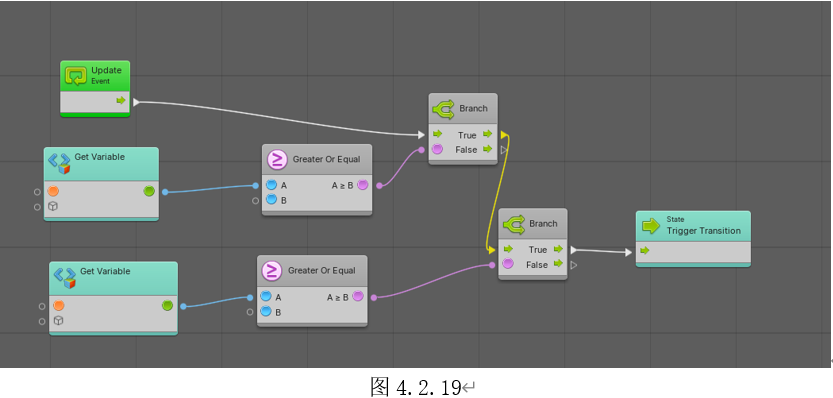 Update
Event
Branch
True
False
Get Variable
Greater Or Equal
A
A ≥ B
B
Branch
True
False
State
Trigger Transition
Get Variable
Greater Or Equal
A
A ≥ B
B
图 4.2.19